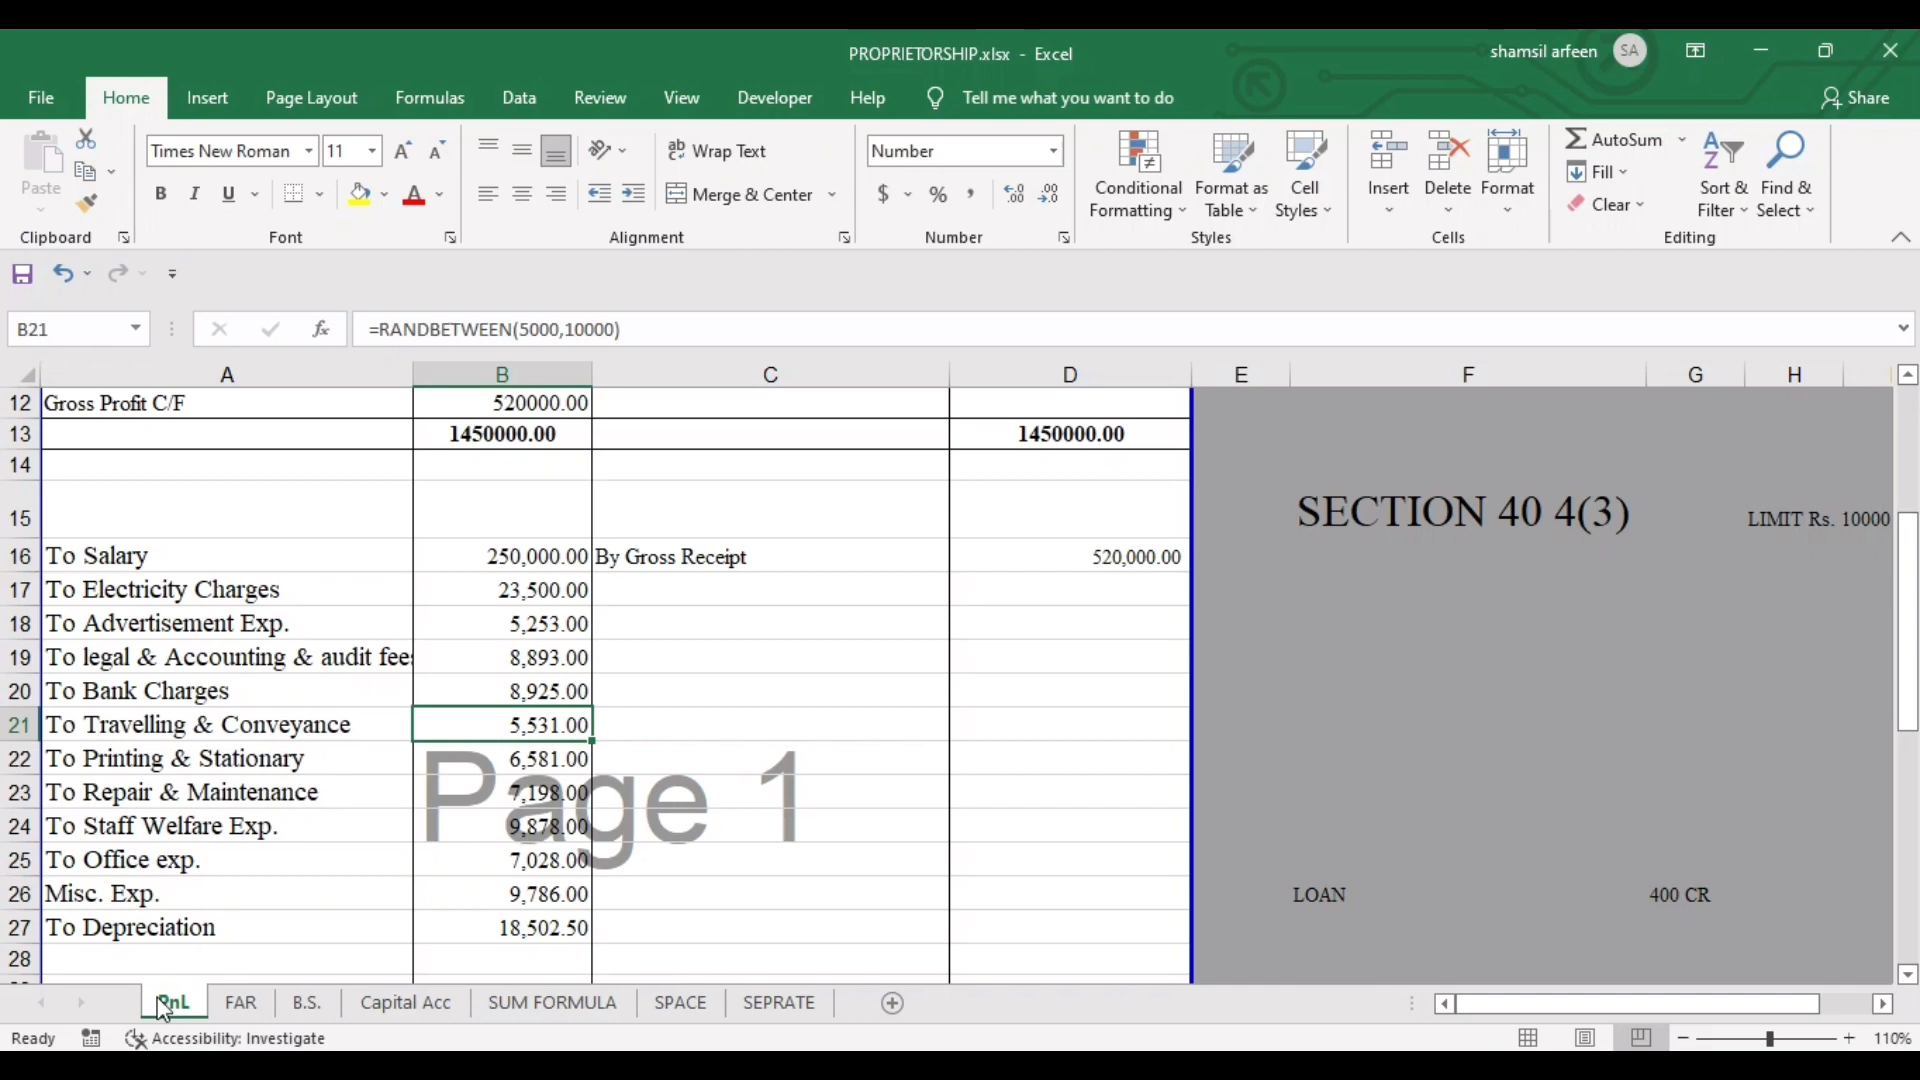 PROPRIETORSHIP.xlsx - Excel
shamsil arfeen SA
File Home Insert Page Layout Formulas Data Review View Developer Help Tell me what you want to do Share
Paste
Clipboard
Times New Roman 11
B I U
Font
Wrap Text
Merge & Center
Alignment
Number
$ % ,
Number
Conditional Formatting
Format as Table
Cell Styles
Styles
Insert Delete Format
Cells
AutoSum
Fill
Clear
Sort & Filter
Find & Select
Editing
B21 fx =RANDBETWEEN(5000,10000)
A B C D E F G H
12 Gross Profit C/F 520000.00
13 1450000.00 1450000.00
14
15 SECTION 40 4(3) LIMIT Rs. 10000
16 To Salary 250,000.00 By Gross Receipt 520,000.00
17 To Electricity Charges 23,500.00
18 To Advertisement Exp. 5,253.00
19 To legal & Accounting & audit fees 8,893.00
20 To Bank Charges 8,925.00
21 To Travelling & Conveyance 5,531.00
22 To Printing & Stationary 6,581.00
Page 1
23 To Repair & Maintenance 7,198.00
24 To Staff Welfare Exp. 9,878.00
25 To Office exp. 7,028.00
26 Misc. Exp. 9,786.00 LOAN 400 CR
27 To Depreciation 18,502.50
28
PnL FAR B.S. Capital Acc SUM FORMULA SPACE SEPRATE
Ready Accessibility: Investigate 110%